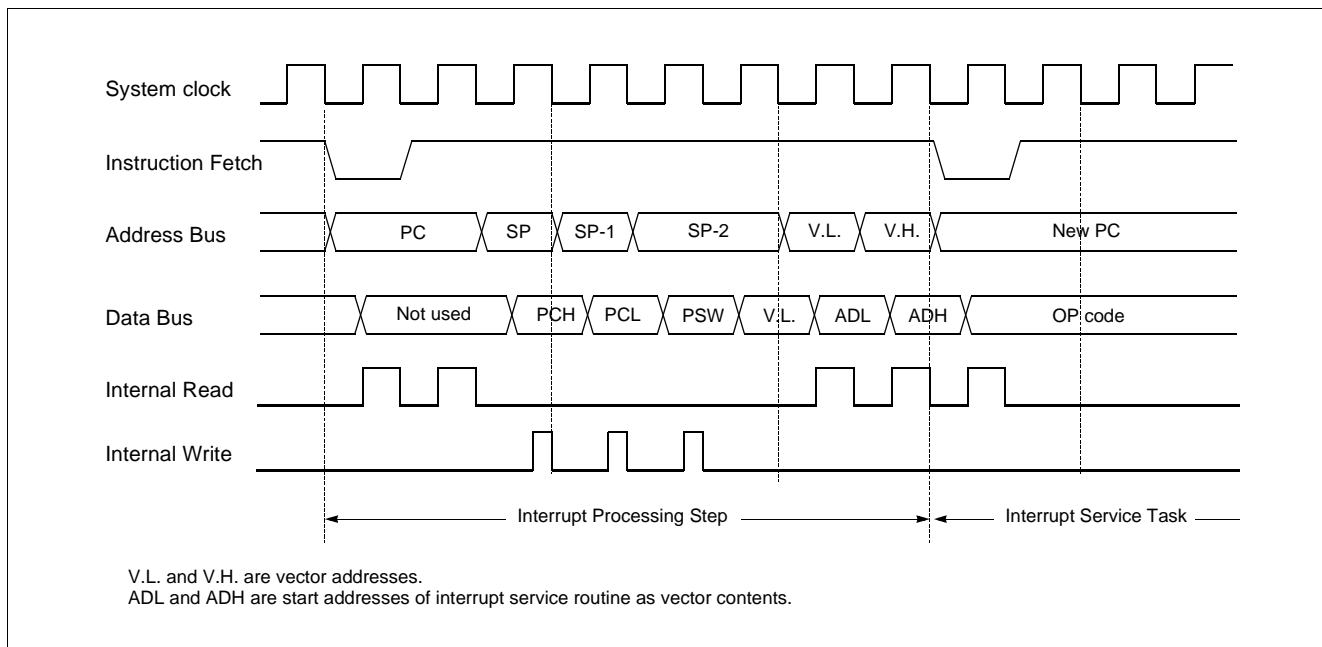 System clock
Instruction Fetch
Address Bus PC SP SP-1 SP-2 V.L. V.H. New PC
Data Bus Not used PCH PCL PSW V.L. ADL ADH OP code
Internal Read
Internal Write
Interrupt Processing Step Interrupt Service Task
V.L. and V.H. are vector addresses.
ADL and ADH are start addresses of interrupt service routine as vector contents.